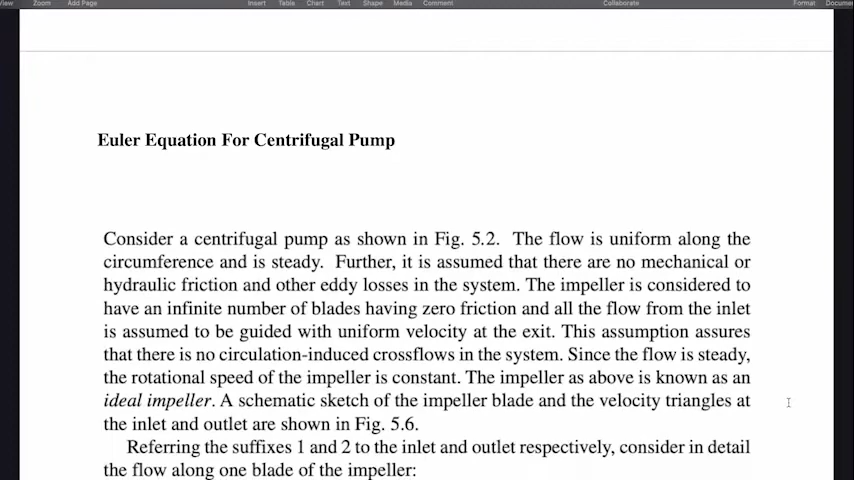 View Zoom Add Page Insert Table Chart Text Shape Media Comment Collaborate Format
Euler Equation For Centrifugal Pump
Consider a centrifugal pump as shown in Fig. 5.2. The flow is uniform along the
circumference and is steady. Further, it is assumed that there are no mechanical or
hydraulic friction and other eddy losses in the system. The impeller is considered to
have an infinite number of blades having zero friction and all the flow from the inlet
is assumed to be guided with uniform velocity at the exit. This assumption assures
that there is no circulation-induced crossflows in the system. Since the flow is steady,
the rotational speed of the impeller is constant. The impeller as above is known as an
ideal impeller. A schematic sketch of the impeller blade and the velocity triangles at
the inlet and outlet are shown in Fig. 5.6.
Referring the suffixes 1 and 2 to the inlet and outlet respectively, consider in detail
the flow along one blade of the impeller: